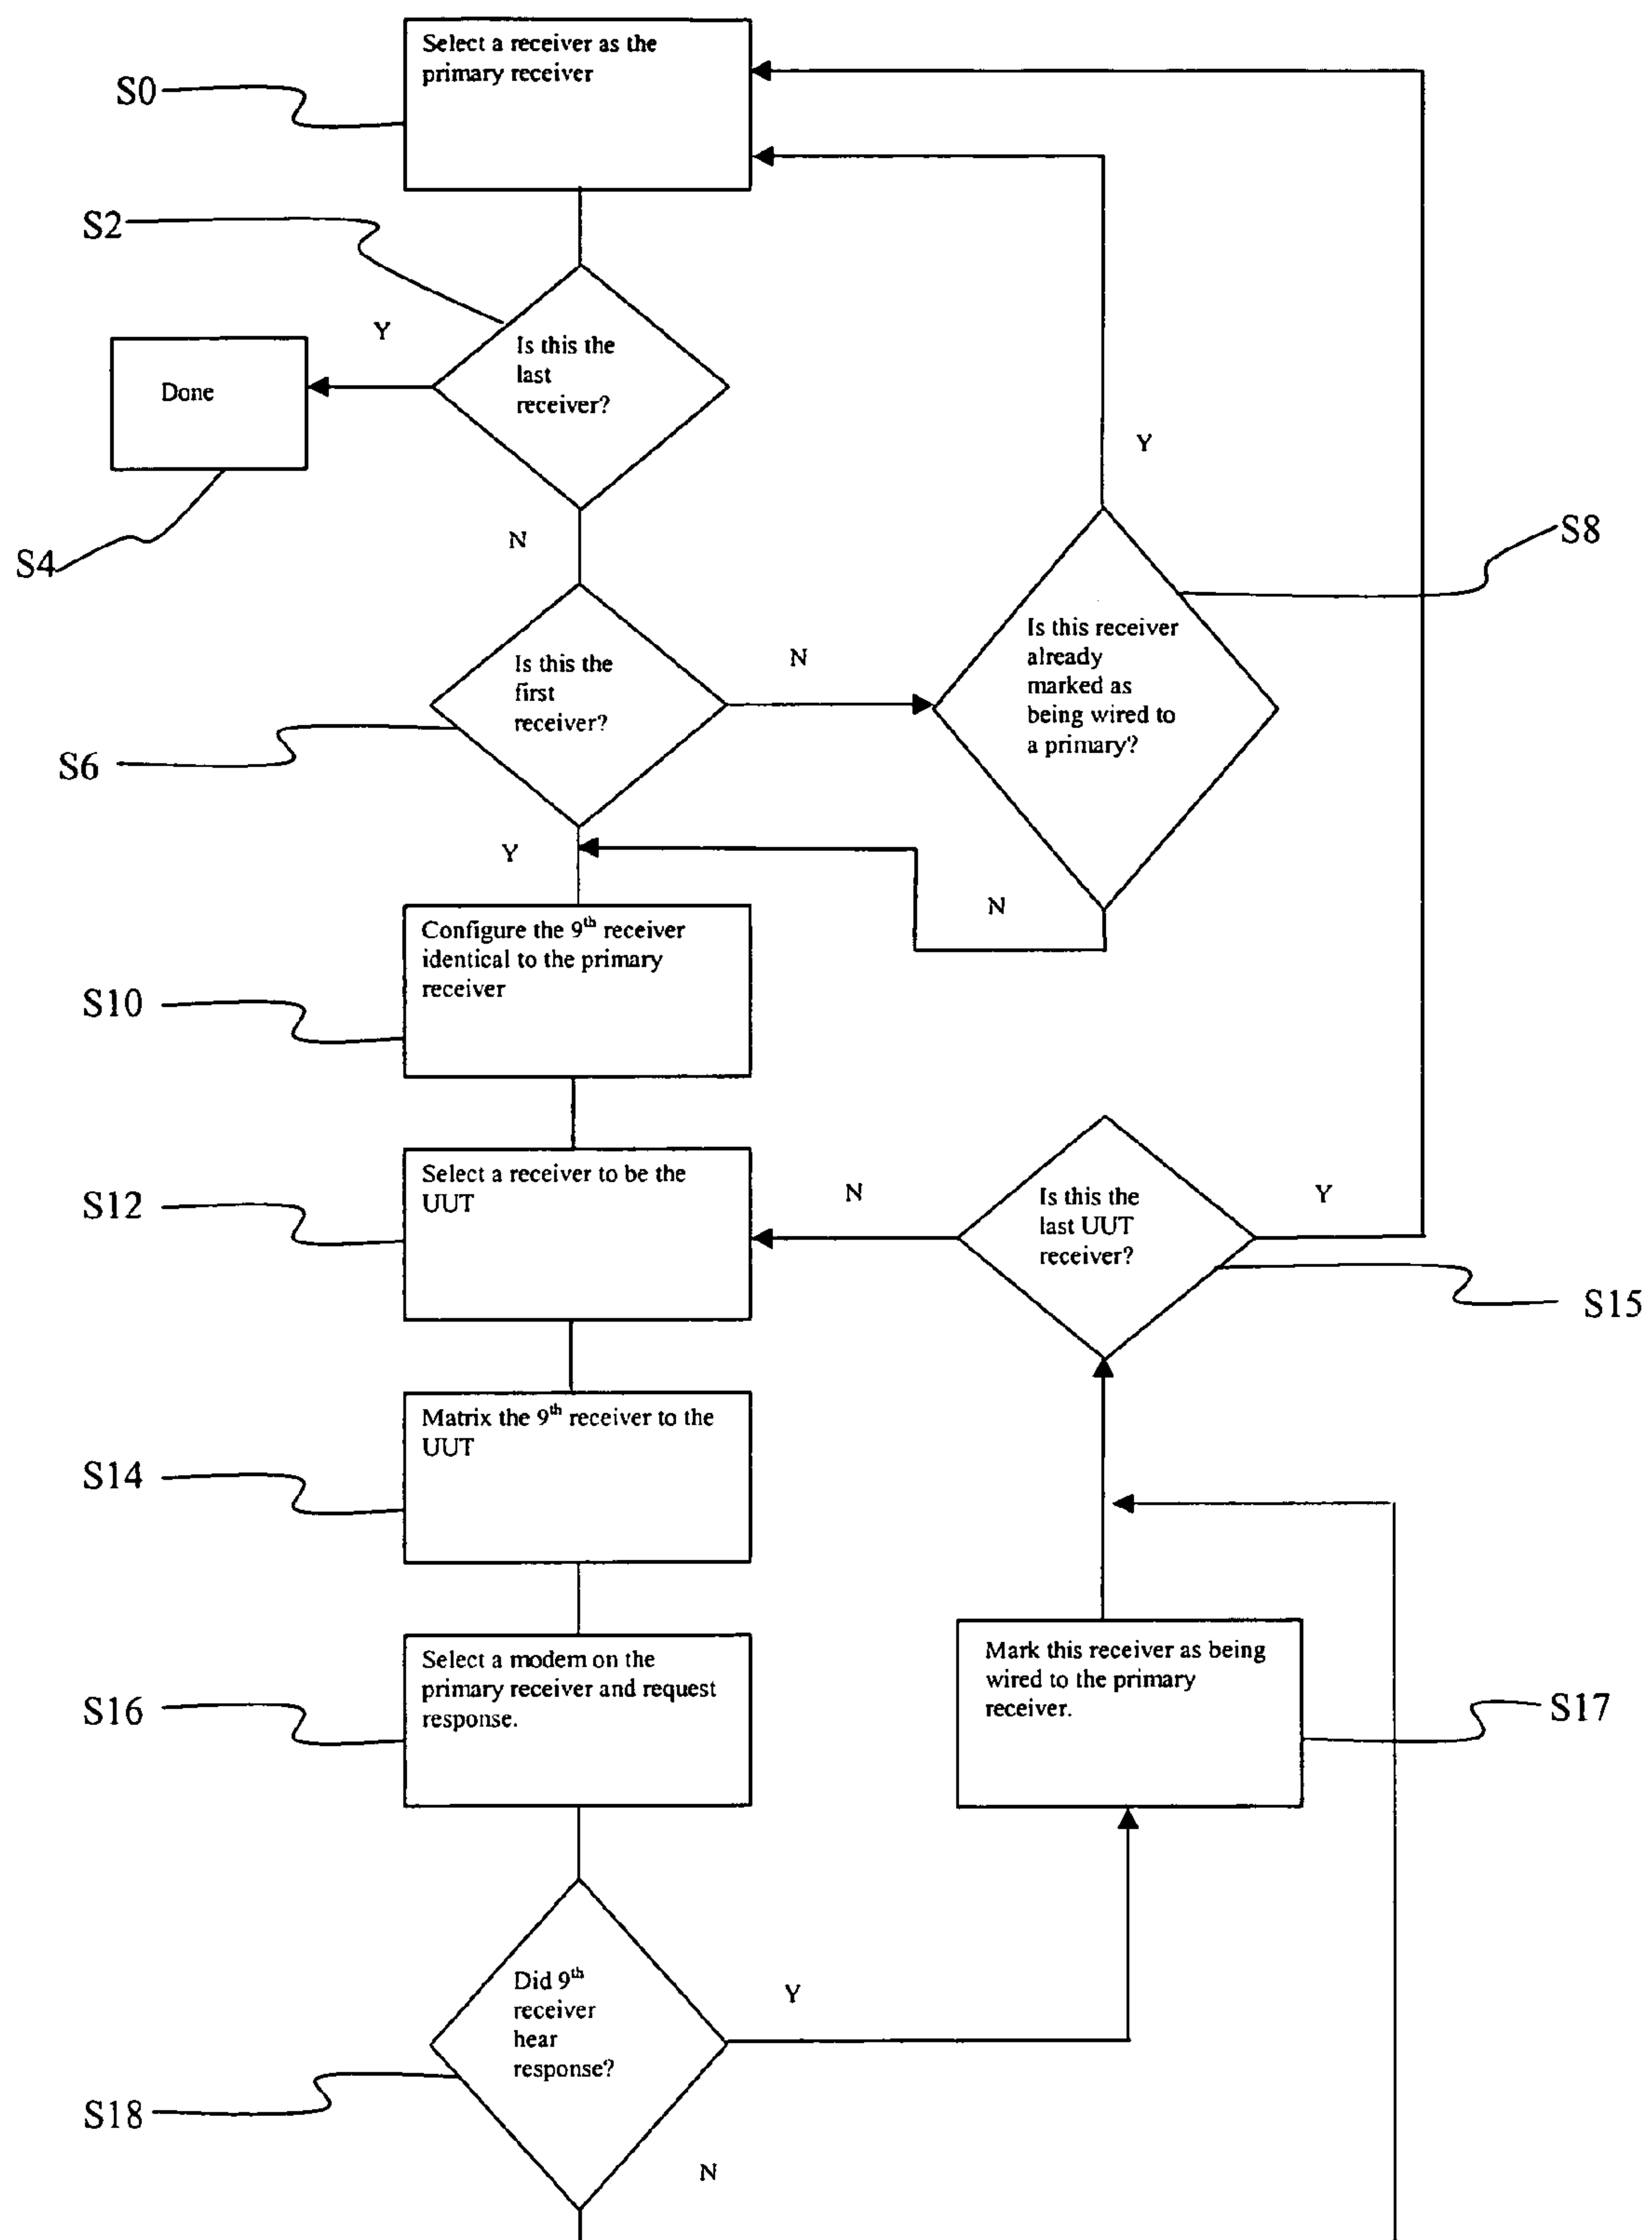 Select a receiver as the
primary receiver
S0
S2
Y
Is this the
last
receiver?
Done
Y
N
S4
S8
Is this receiver
already
marked as
being wired to
a primary?
Is this the
first
receiver?
N
S6
Y
N
Configure the 9th receiver
identical to the primary
receiver
S10
Select a receiver to be the
UUT
S12
N
Is this the
last UUT
receiver?
Y
S15
Matrix the 9th receiver to the
UUT
S14
Select a modem on the
primary receiver and request
response.
S16
Mark this receiver as being
wired to the primary
receiver.
S17
Did 9th
receiver
hear
response?
Y
S18
N